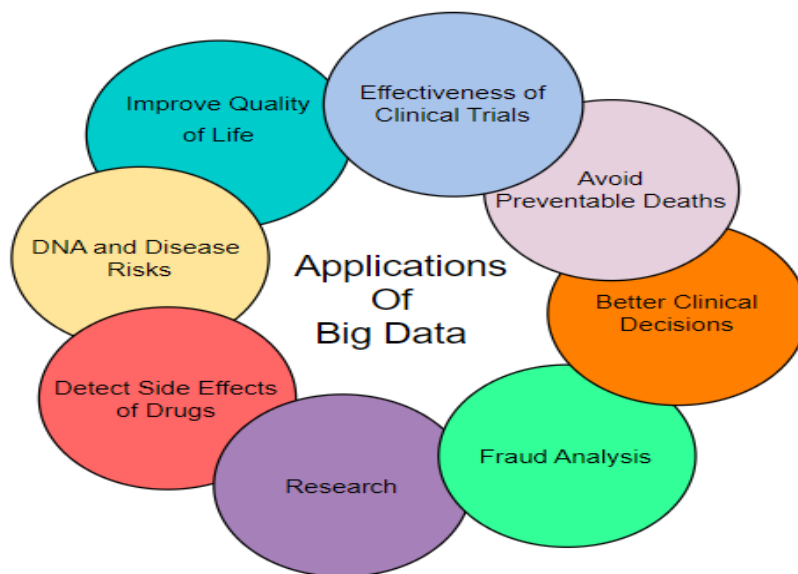 Improve Quality
of Life
Effectiveness of
Clinical Trials
Avoid
Preventable Deaths
DNA and Disease
Risks
Applications
Of
Big Data
Better Clinical
Decisions
Detect Side Effects
of Drugs
Fraud Analysis
Research